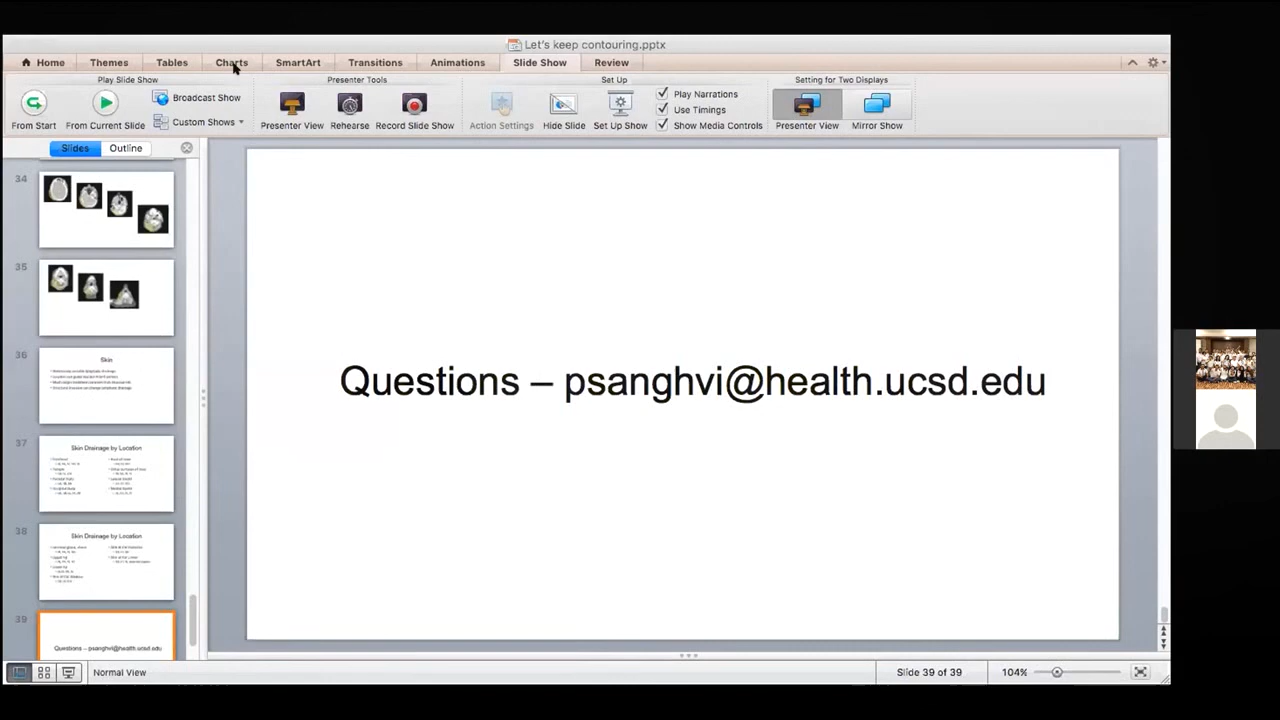 Let's keep contouring.pptx
Home Themes Tables Charts SmartArt Transitions Animations Slide Show Review
Play Slide Show Presenter Tools Set Up Setting for Two Displays
From Start From Current Slide Broadcast Show Custom Shows Presenter View Rehearse Record Slide Show Action Settings Hide Slide Set Up Show Play Narrations Use Timings Show Media Controls Presenter View Mirror Show
Slides Outline
34
35
36
Skin
37
Skin Drainage by Location
38
Skin Drainage by Location
39
Questions – psanghvi@health.ucsd.edu
Questions – psanghvi@health.ucsd.edu
Normal View Slide 39 of 39 104%